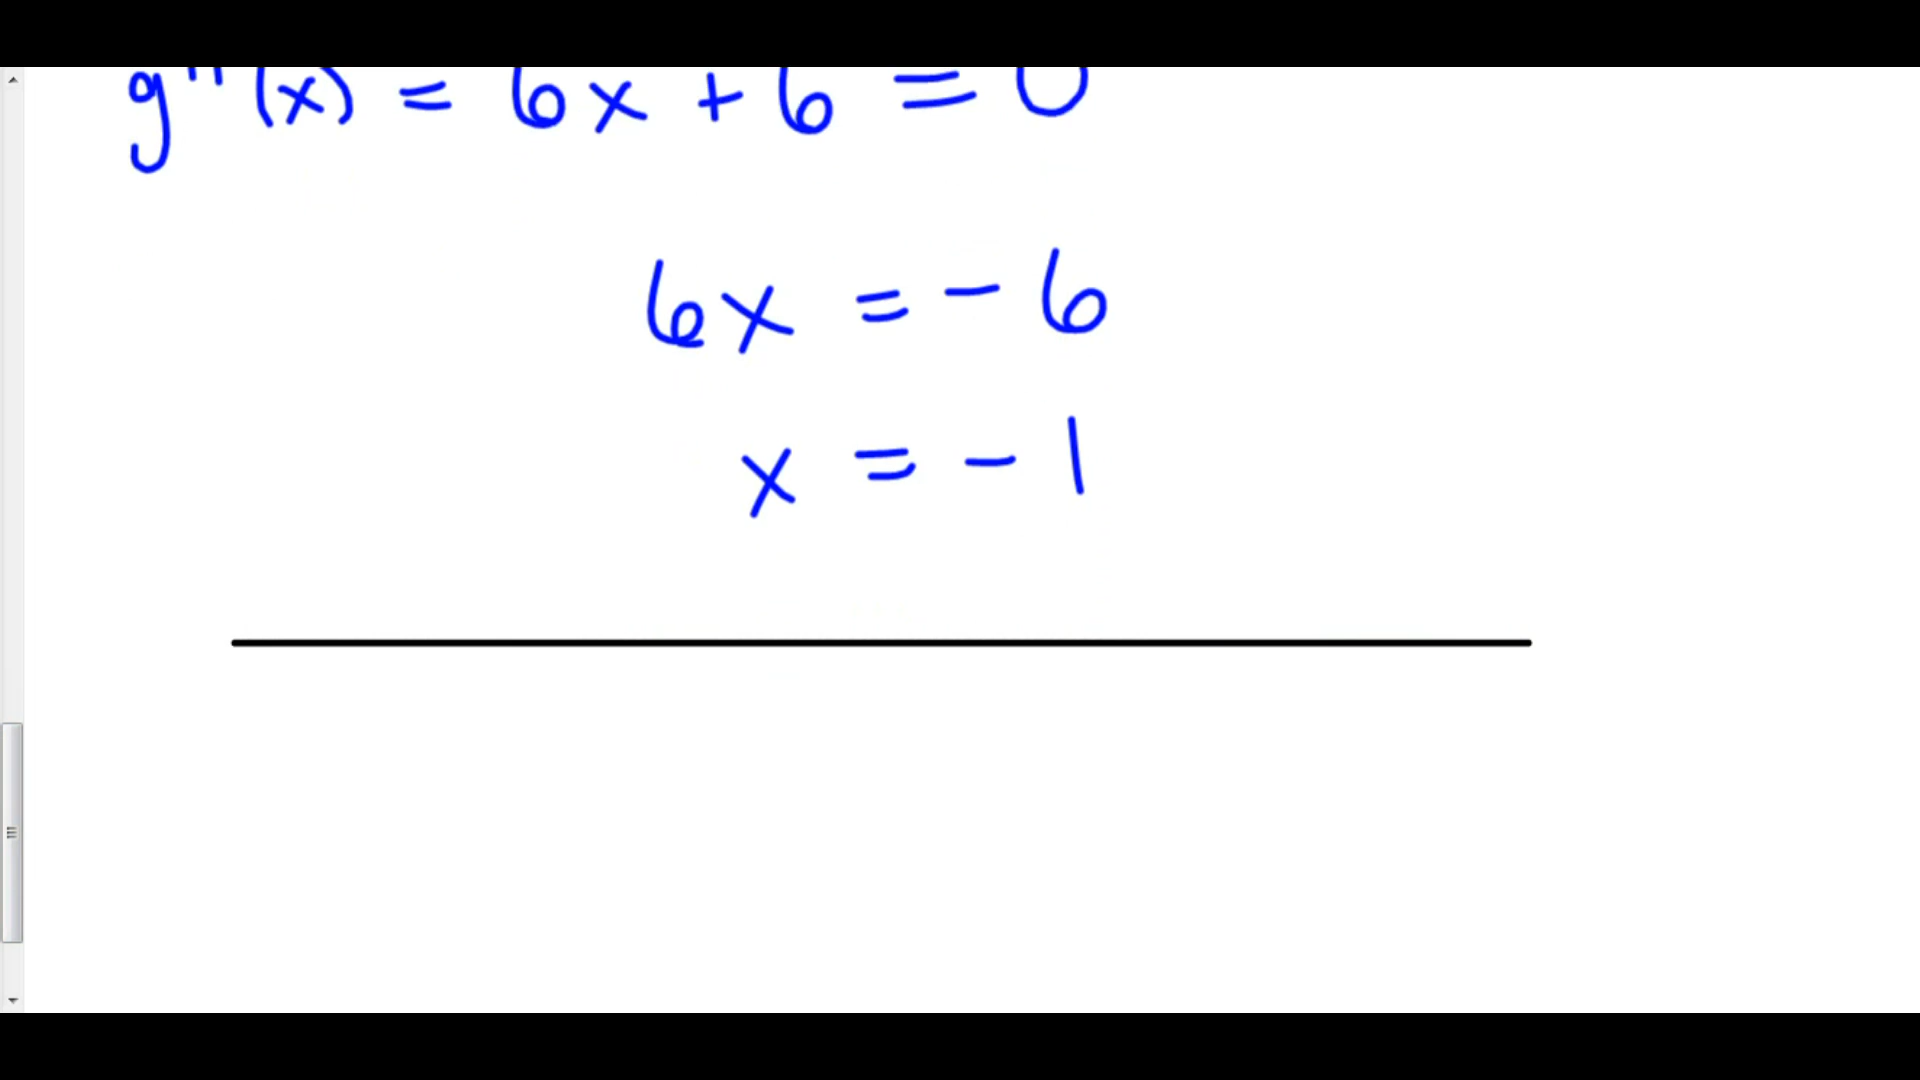 g''(x) = 6x + 6 = 0
6x = - 6
x = - 1